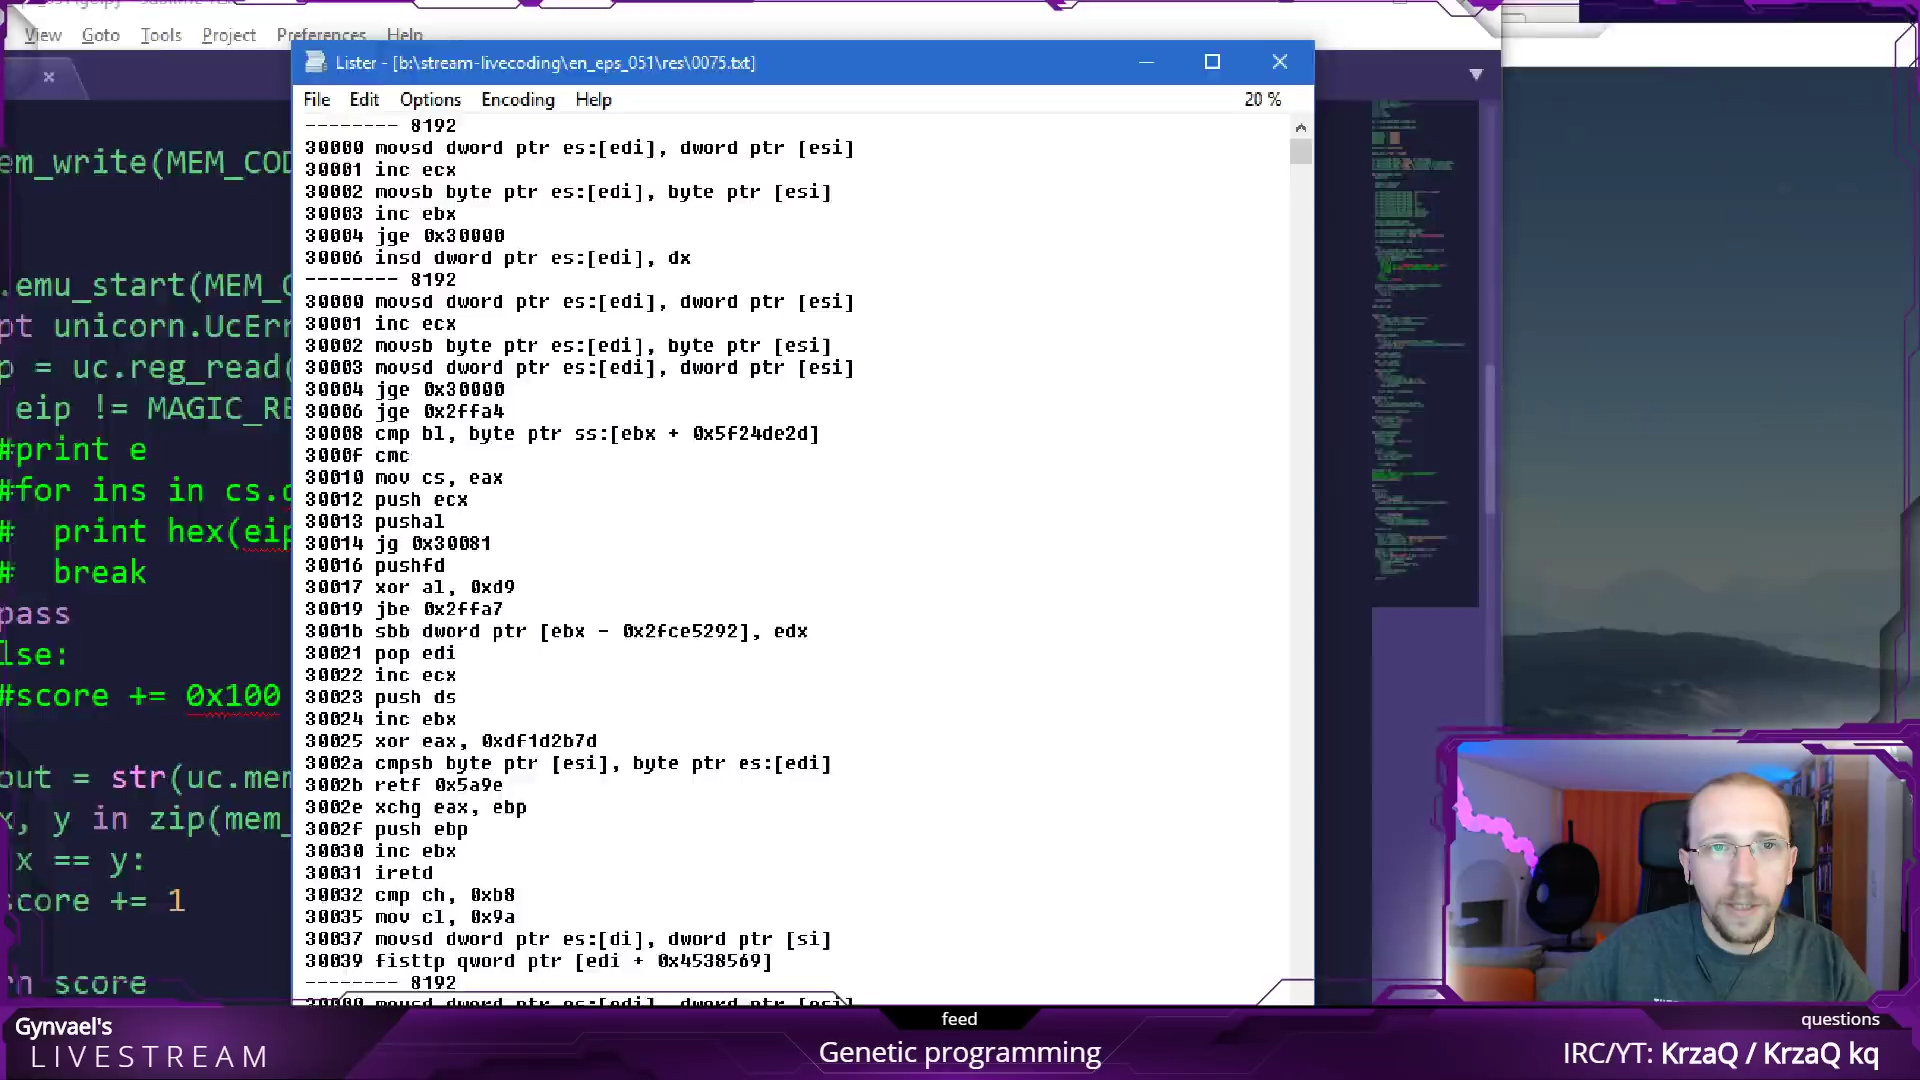 View Goto Tools Project Preferences Help
Lister - [b:\stream-livecoding\en_eps_051\res\0075.txt]
File Edit Options Encoding Help
20 %
-------- 8192
30000 movsd dword ptr es:[edi], dword ptr [esi]
30001 inc ecx
30002 movsb byte ptr es:[edi], byte ptr [esi]
30003 inc ebx
30004 jge 0x30000
30006 insd dword ptr es:[edi], dx
-------- 8192
30000 movsd dword ptr es:[edi], dword ptr [esi]
30001 inc ecx
30002 movsb byte ptr es:[edi], byte ptr [esi]
30003 movsd dword ptr es:[edi], dword ptr [esi]
30004 jge 0x30000
30006 jge 0x2ffa4
30008 cmp bl, byte ptr ss:[ebx + 0x5f24de2d]
3000f cmc
30010 mov cs, eax
30012 push ecx
30013 pushal
30014 jg 0x30081
30016 pushfd
30017 xor al, 0xd9
30019 jbe 0x2ffa7
3001b sbb dword ptr [ebx - 0x2fce5292], edx
30021 pop edi
30022 inc ecx
30023 push ds
30024 inc ebx
30025 xor eax, 0xdf1d2b7d
3002a cmpsb byte ptr [esi], byte ptr es:[edi]
3002b retf 0x5a9e
3002e xchg eax, ebp
3002f push ebp
30030 inc ebx
30031 iretd
30032 cmp ch, 0xb8
30035 mov cl, 0x9a
30037 movsd dword ptr es:[di], dword ptr [si]
30039 fisttp qword ptr [edi + 0x4538569]
-------- 8192
30000 movsd dword ptr es:[edi], dword ptr [esi]
em_write(MEM_COD
.emu_start(MEM_C
pt unicorn.UcErr
p = uc.reg_read(
eip != MAGIC_RE
#print e
#for ins in cs.d
# print hex(eip
# break
pass
lse:
#score += 0x100
out = str(uc.mem
x, y in zip(mem_
x == y:
score += 1
n score
Gynvael's
LIVESTREAM
feed
Genetic programming
questions
IRC/YT: KrzaQ / KrzaQ kq